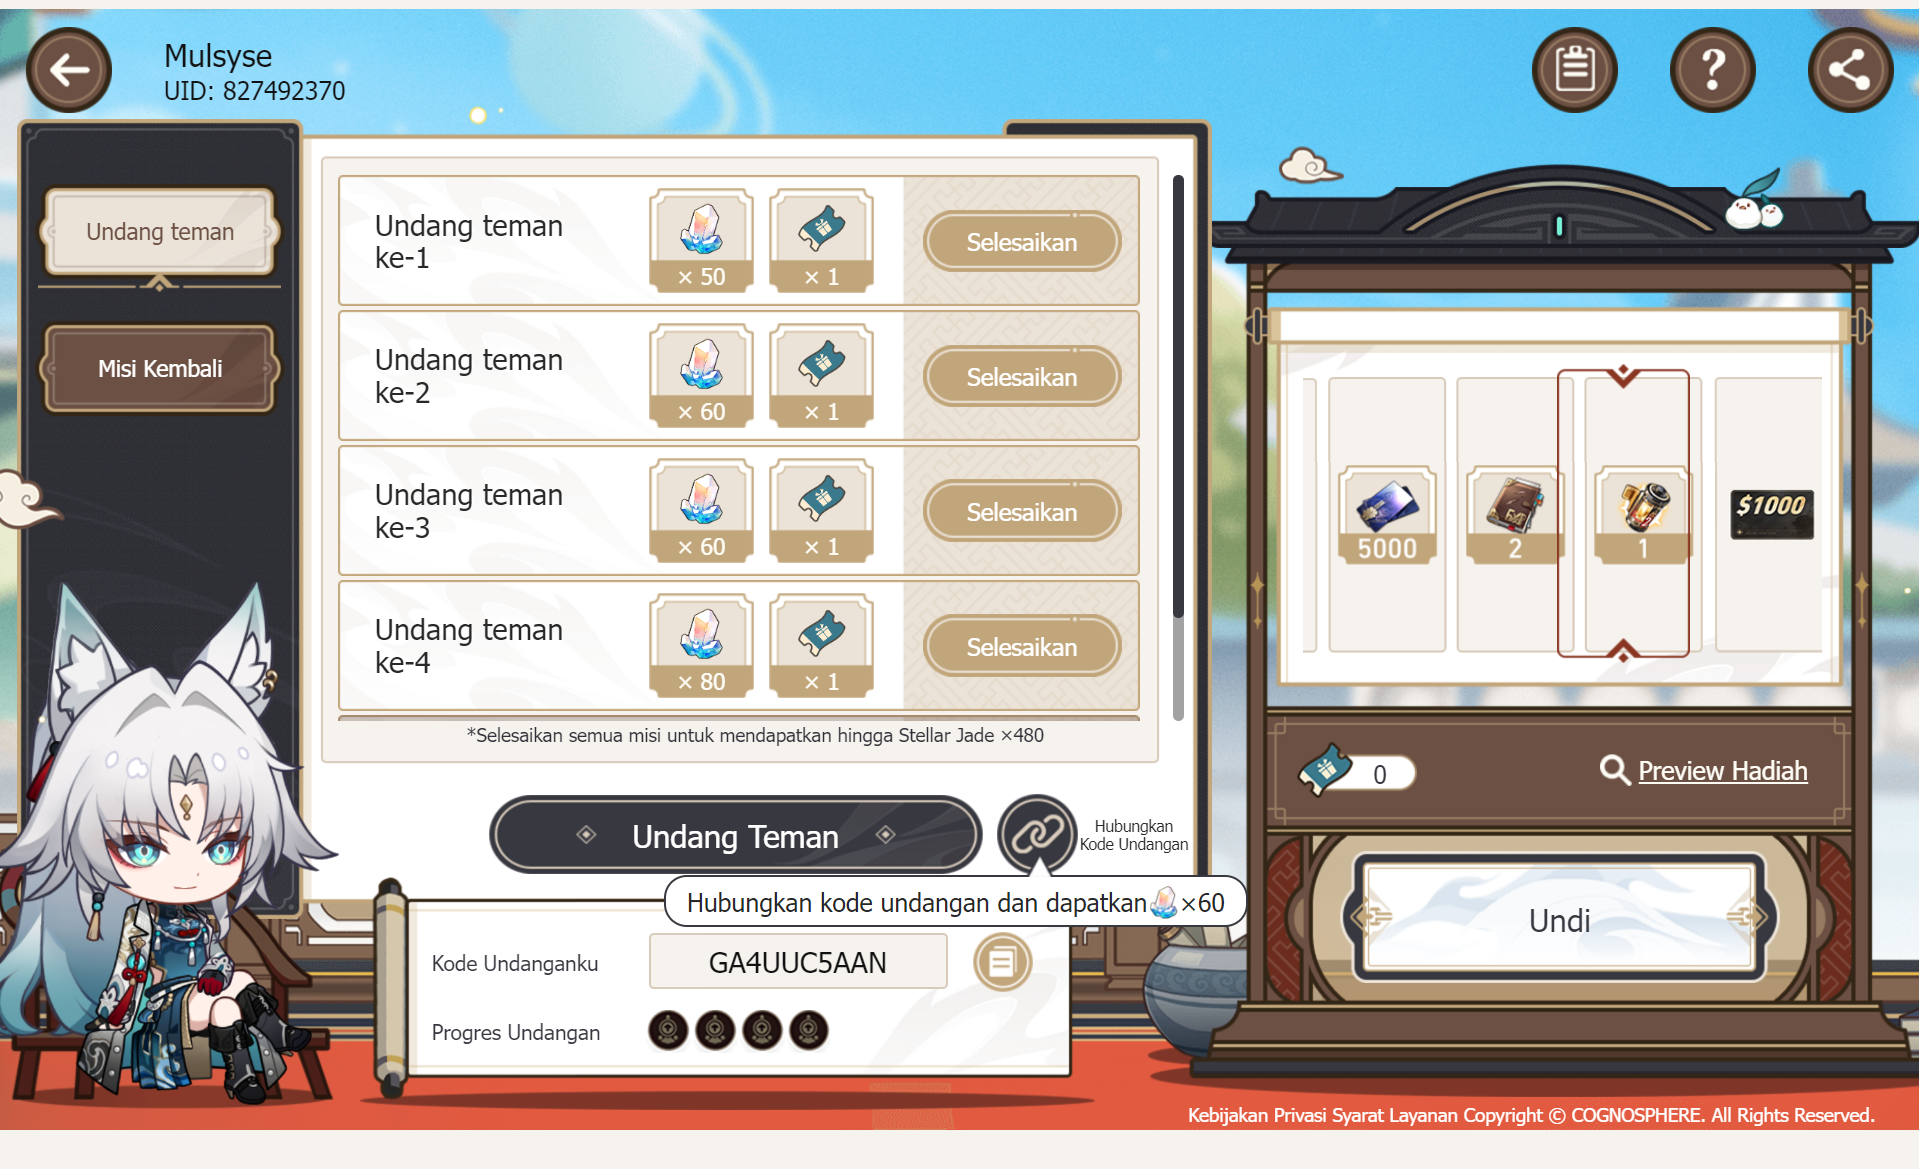 Mulsyse
UID: 827492370
Undang teman
Misi Kembali
Undang teman
ke-1
× 50
× 1
Selesaikan
Undang teman
ke-2
× 60
× 1
Selesaikan
Undang teman
ke-3
× 60
× 1
Selesaikan
Undang teman
ke-4
× 80
× 1
Selesaikan
*Selesaikan semua misi untuk mendapatkan hingga Stellar Jade ×480
Undang Teman
Hubungkan
Kode Undangan
Hubungkan kode undangan dan dapatkan ×60
Kode Undanganku
GA4UUC5AAN
Progres Undangan
5000
2
1
$1000
0
Preview Hadiah
Undi
Kebijakan Privasi Syarat Layanan Copyright © COGNOSPHERE. All Rights Reserved.